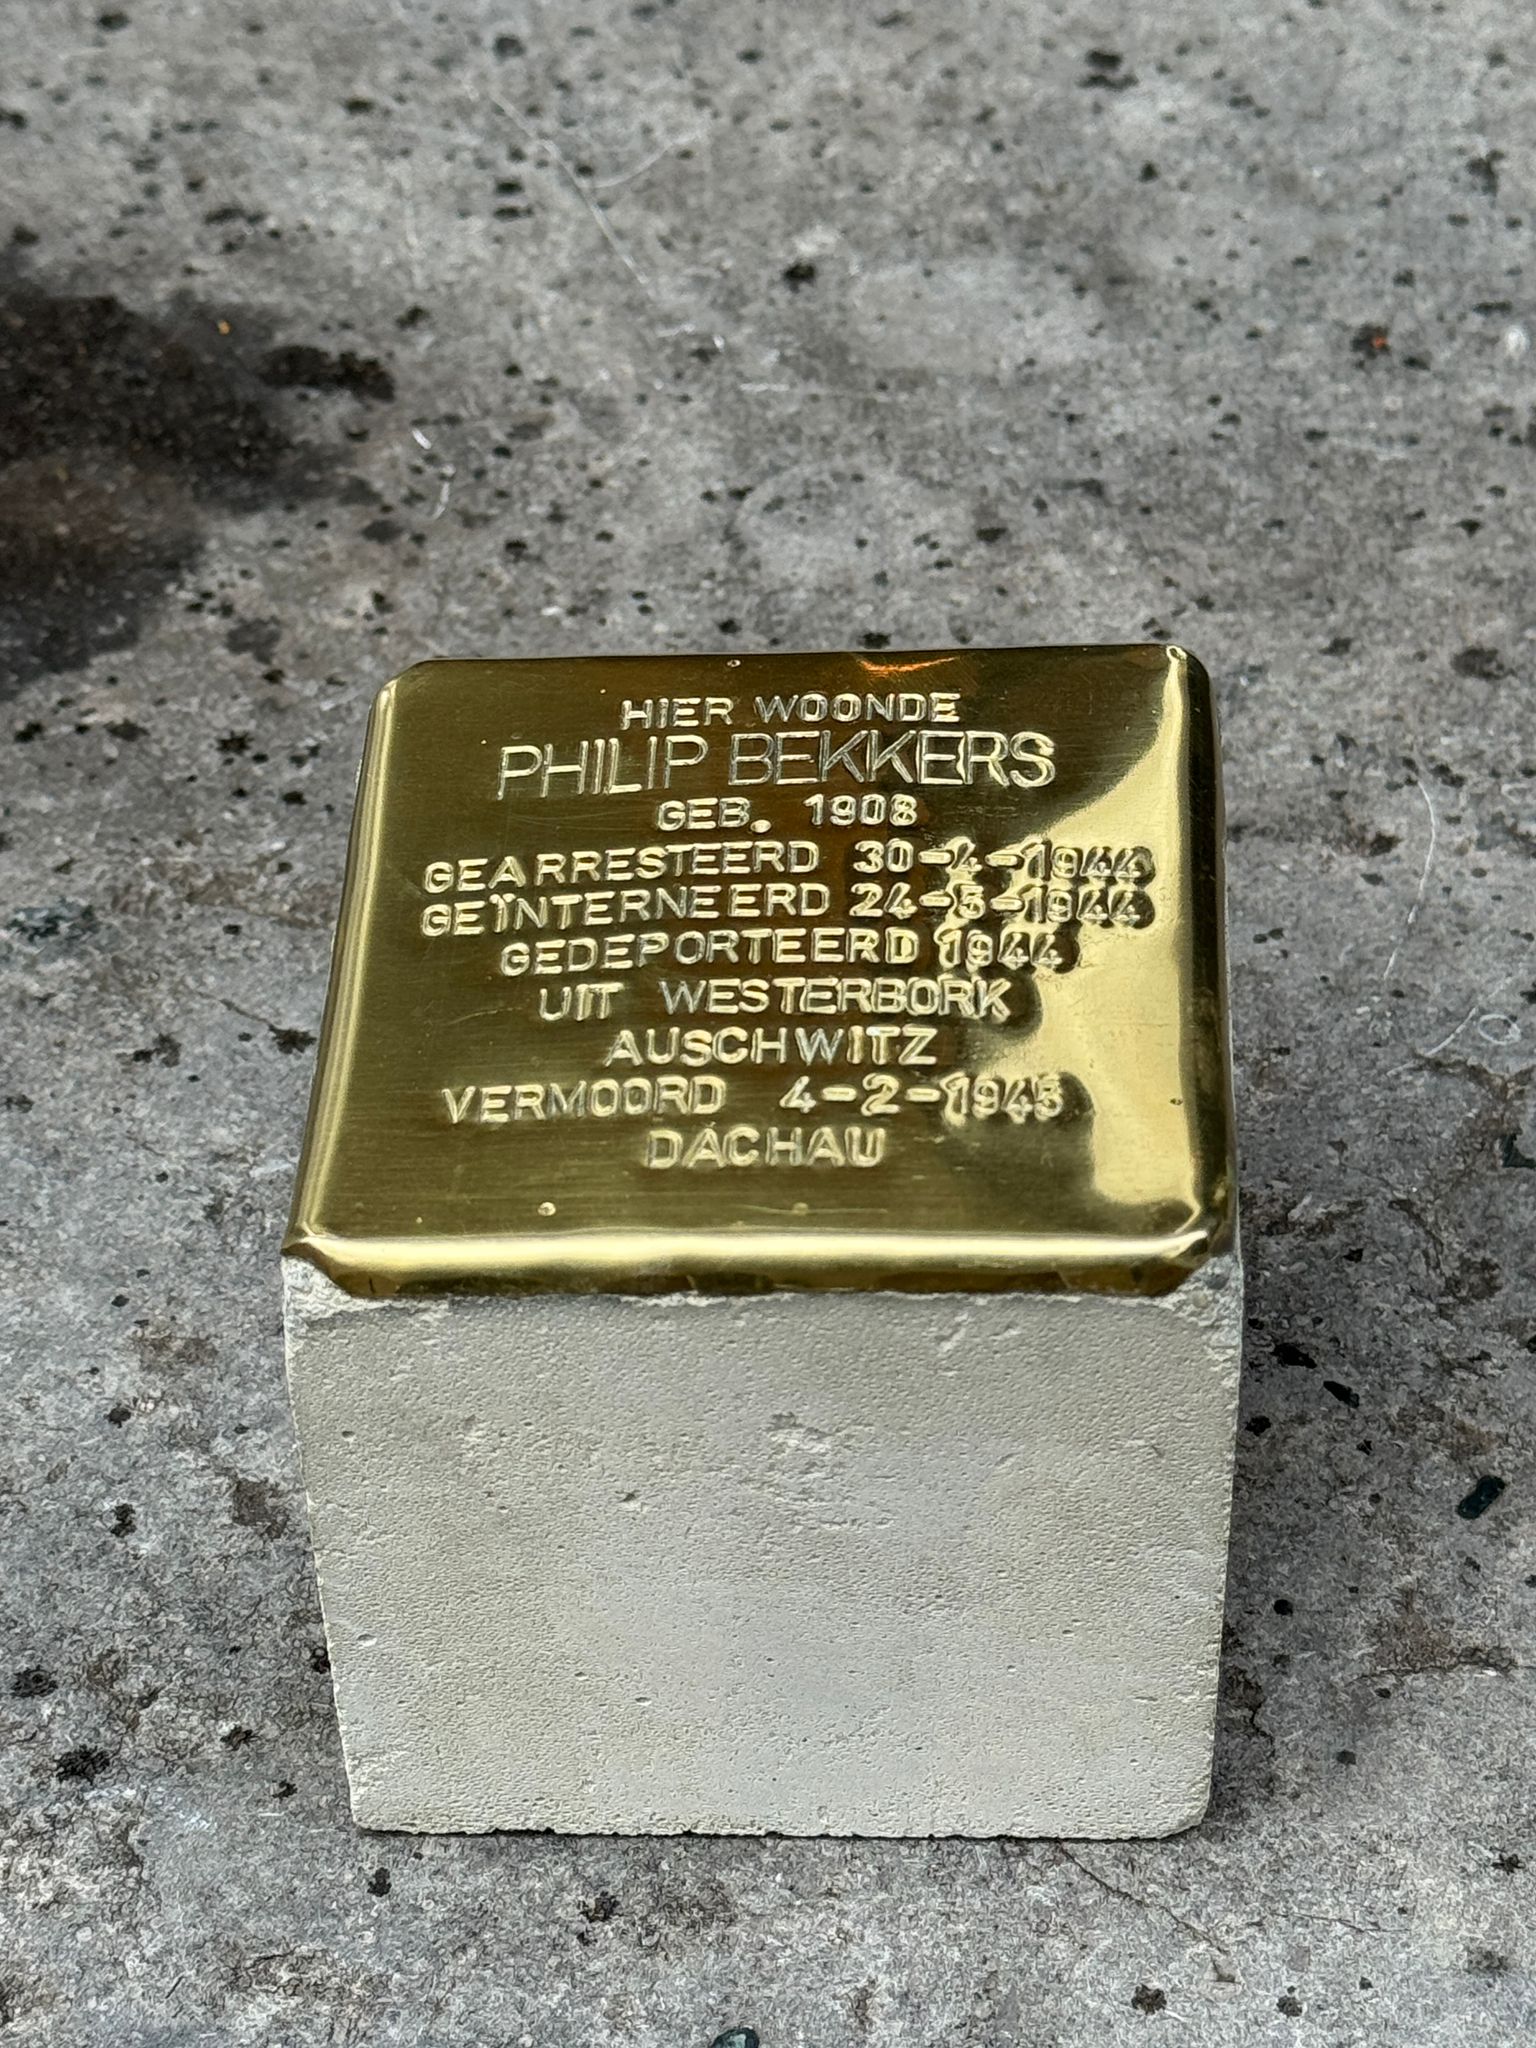 HIER WOONDE
PHILIP BEKKERS
GEB. 1908
GEARRESTEERD 30-4-1944
GEÏNTERNEERD 24-5-1944
GEDEPORTEERD 1944
UIT WESTERBORK
AUSCHWITZ
VERMOORD 4-2-1945
DACHAU